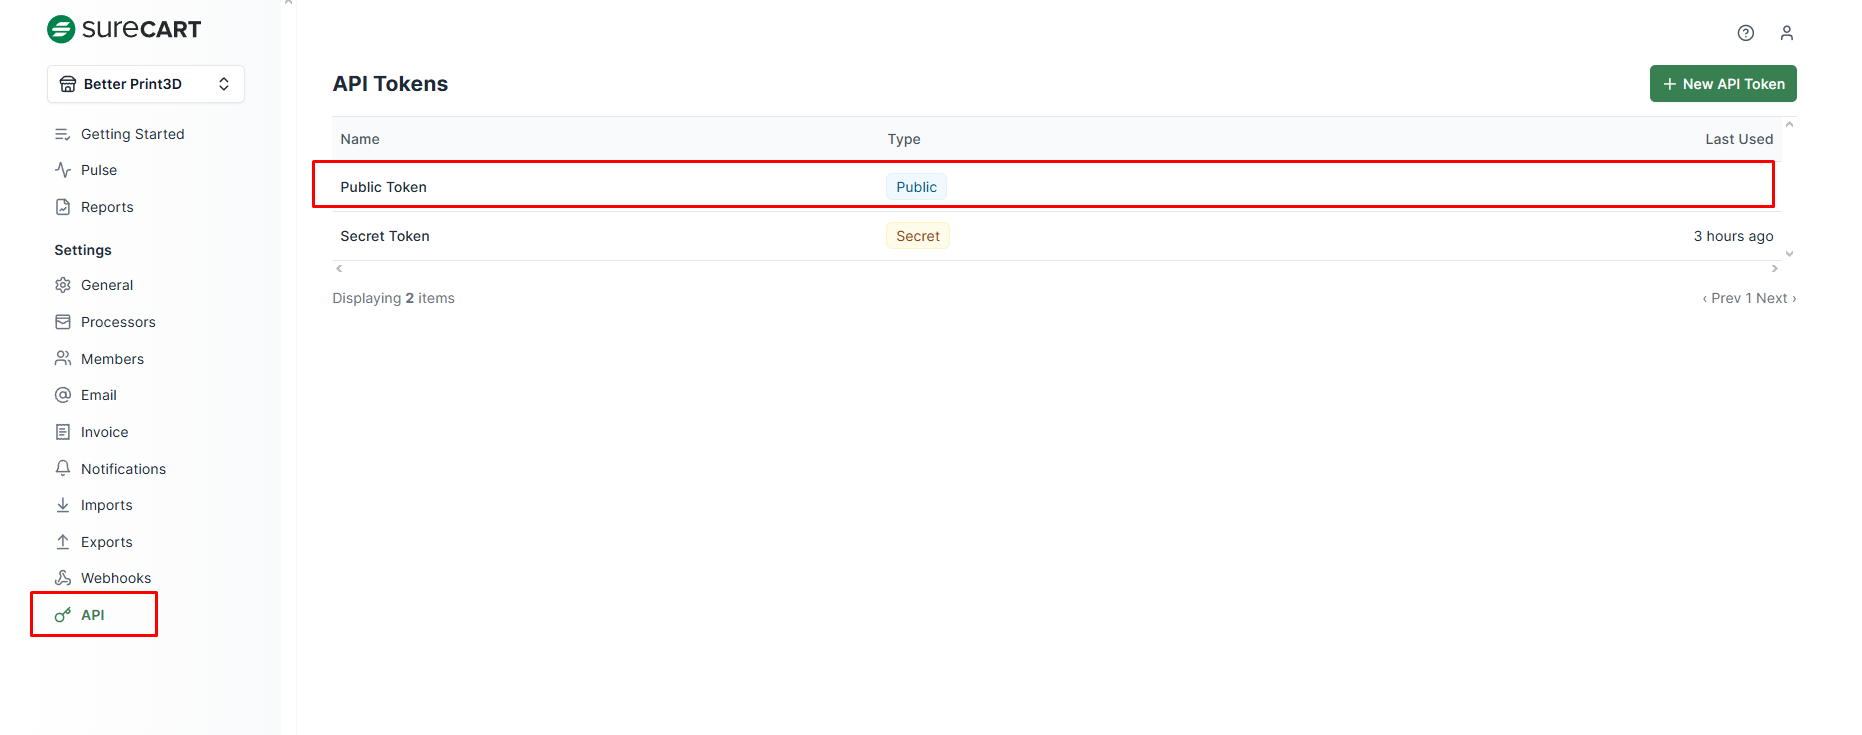 sureCART
Better Print3D
Getting Started
Pulse
Reports
Settings
General
Processors
Members
Email
Invoice
Notifications
Imports
Exports
Webhooks
API
API Tokens
+ New API Token
Name Type Last Used
Public Token Public
Secret Token Secret 3 hours ago
Displaying 2 items ‹ Prev 1 Next ›